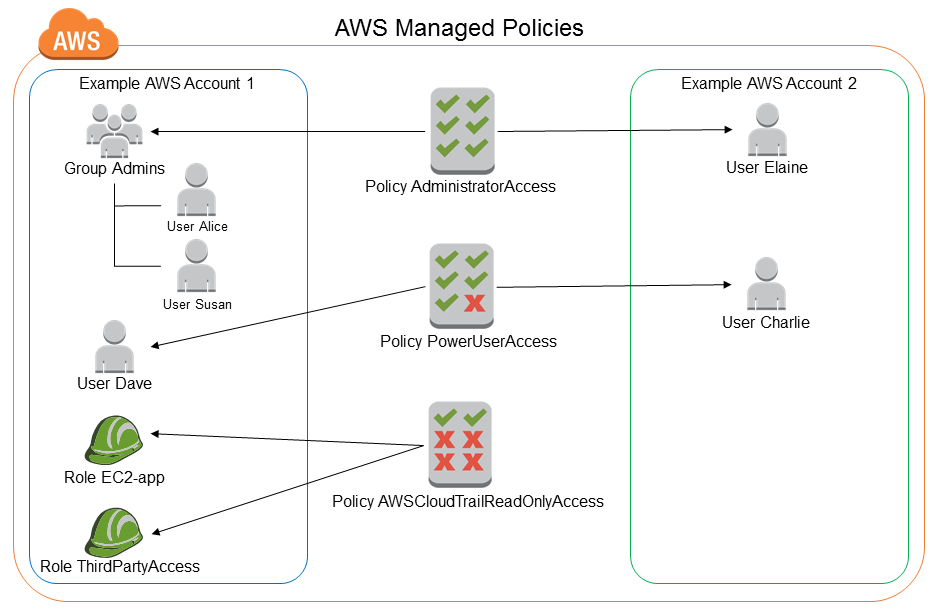 AWS Managed Policies
AWS
Example AWS Account 1
Example AWS Account 2
Group Admins
Policy AdministratorAccess
User Elaine
User Alice
User Susan
Policy PowerUserAccess
User Charlie
User Dave
Role EC2-app
Policy AWSCloudTrailReadOnlyAccess
Role ThirdPartyAccess